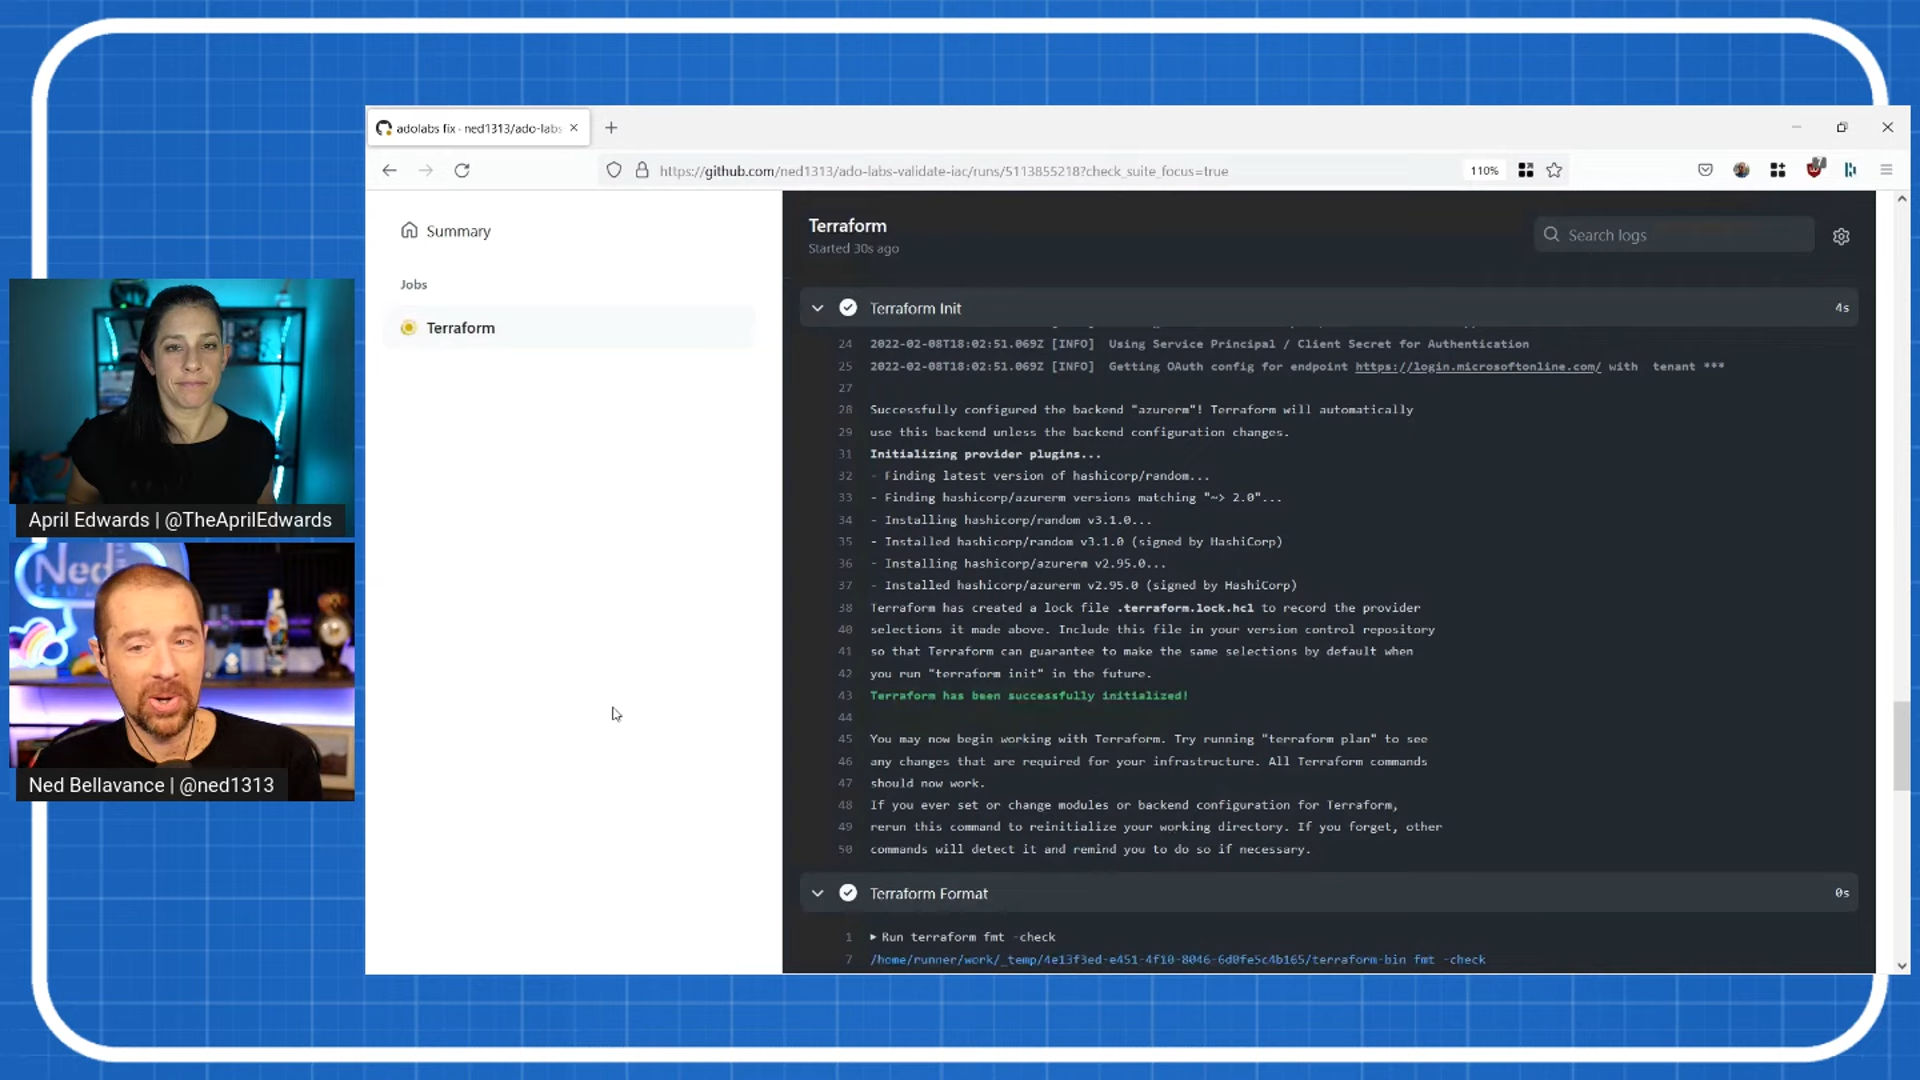 adolabs fix · ned1313/ado-labs
https://github.com/ned1313/ado-labs-validate-iac/runs/5113855218?check_suite_focus=true
110%
Summary
Jobs
Terraform
Terraform
Started 30s ago
Search logs
Terraform Init
4s
24 2022-02-08T18:02:51.069Z [INFO] Using Service Principal / Client Secret for Authentication
25 2022-02-08T18:02:51.069Z [INFO] Getting OAuth config for endpoint https://login.microsoftonline.com/ with tenant ***
27
28 Successfully configured the backend "azurerm"! Terraform will automatically
29 use this backend unless the backend configuration changes.
31 Initializing provider plugins...
32 - Finding latest version of hashicorp/random...
33 - Finding hashicorp/azurerm versions matching "~> 2.0"...
34 - Installing hashicorp/random v3.1.0...
35 - Installed hashicorp/random v3.1.0 (signed by HashiCorp)
36 - Installing hashicorp/azurerm v2.95.0...
37 - Installed hashicorp/azurerm v2.95.0 (signed by HashiCorp)
38 Terraform has created a lock file .terraform.lock.hcl to record the provider
40 selections it made above. Include this file in your version control repository
41 so that Terraform can guarantee to make the same selections by default when
42 you run "terraform init" in the future.
43 Terraform has been successfully initialized!
44
45 You may now begin working with Terraform. Try running "terraform plan" to see
46 any changes that are required for your infrastructure. All Terraform commands
47 should now work.
48 If you ever set or change modules or backend configuration for Terraform,
49 rerun this command to reinitialize your working directory. If you forget, other
50 commands will detect it and remind you to do so if necessary.
Terraform Format
0s
1 Run terraform fmt -check
7 /home/runner/work/_temp/4e13f3ed-e451-4f10-8046-6d0fe5c4b165/terraform-bin fmt -check
April Edwards | @TheAprilEdwards
Ned
Ned Bellavance | @ned1313